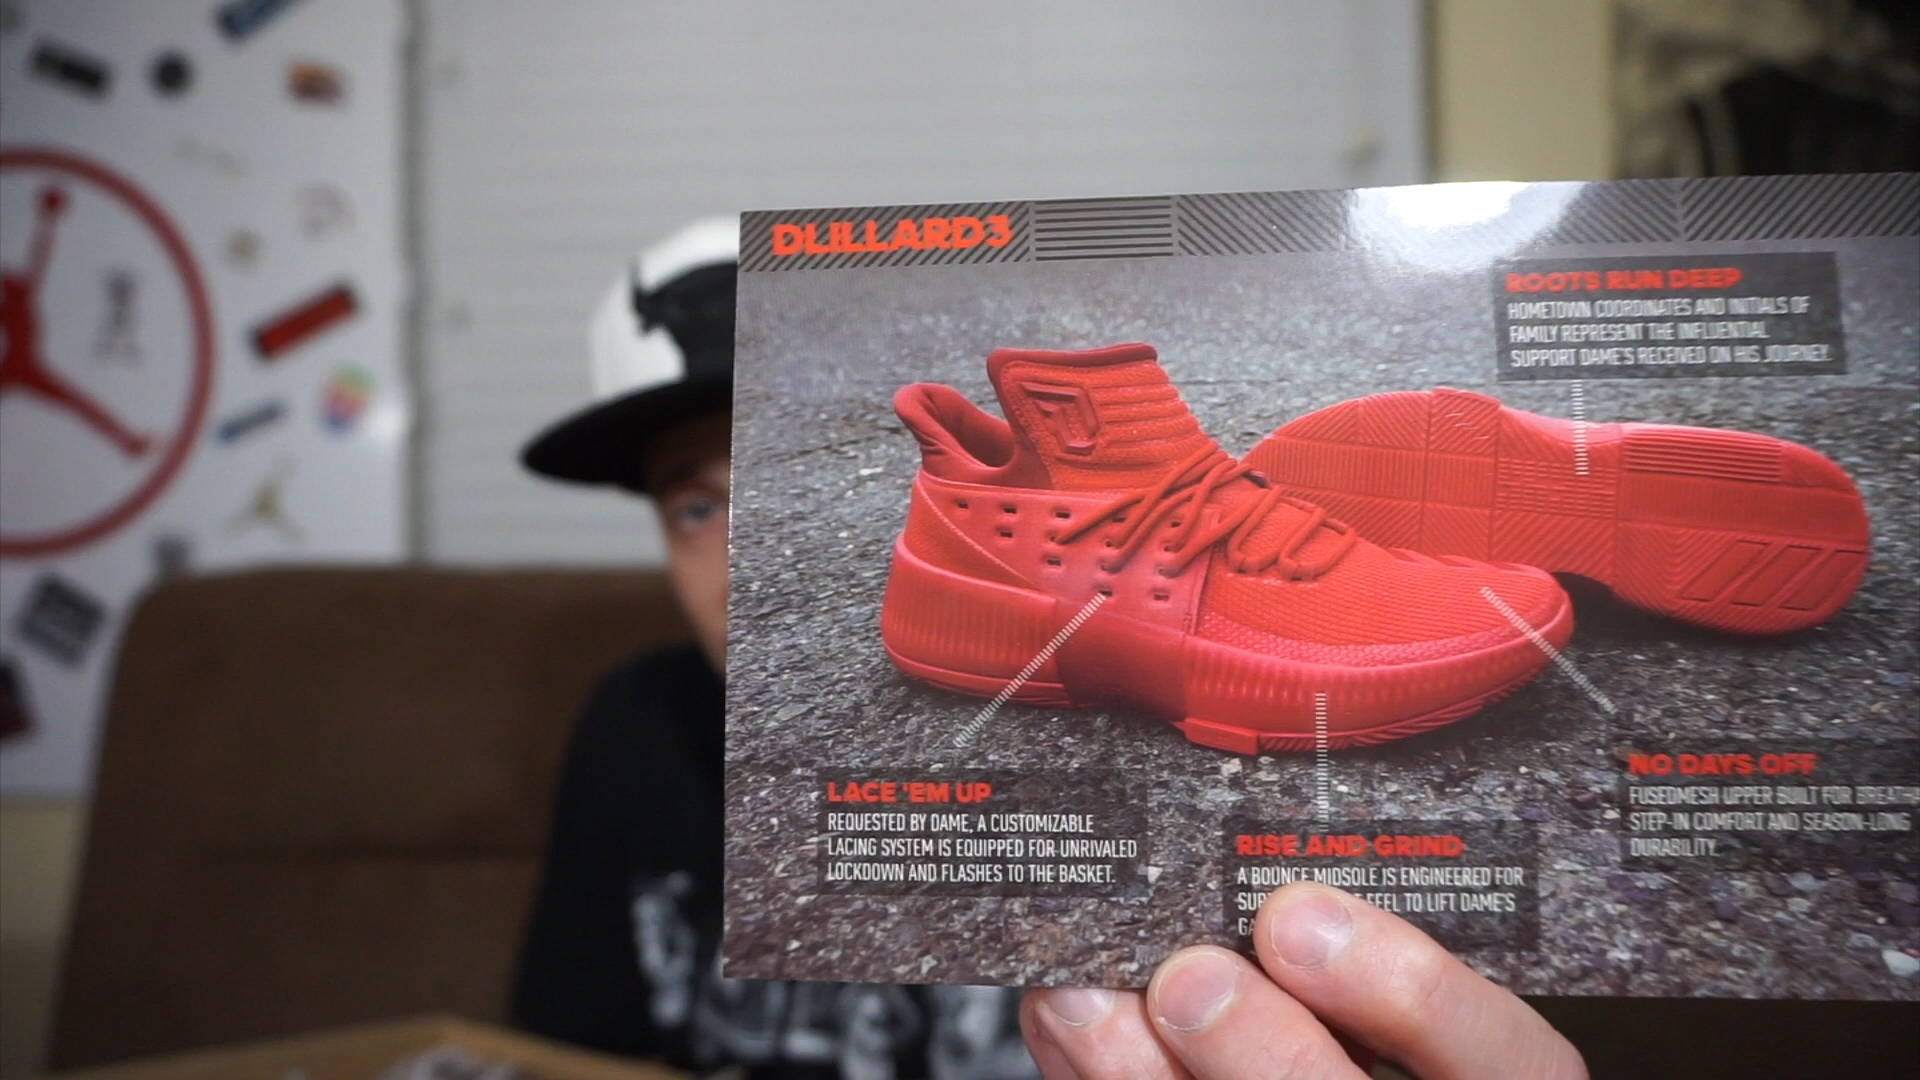 DLILLARD3
ROOTS RUN DEEP
HOMETOWN COORDINATES AND INITIALS OF
FAMILY REPRESENT THE INFLUENTIAL
SUPPORT DAME'S RECEIVED ON HIS JOURNEY.
LACE 'EM UP
REQUESTED BY DAME, A CUSTOMIZABLE
LACING SYSTEM IS EQUIPPED FOR UNRIVALED
LOCKDOWN AND FLASHES TO THE BASKET.
RISE AND GRIND
A BOUNCE MIDSOLE IS ENGINEERED FOR
FEEL TO LIFT DAME'S
NO DAYS OFF
FUSEDMESH UPPER BUILT FOR
STEP-IN COMFORT AND SEASON-LONG
DURABILITY.